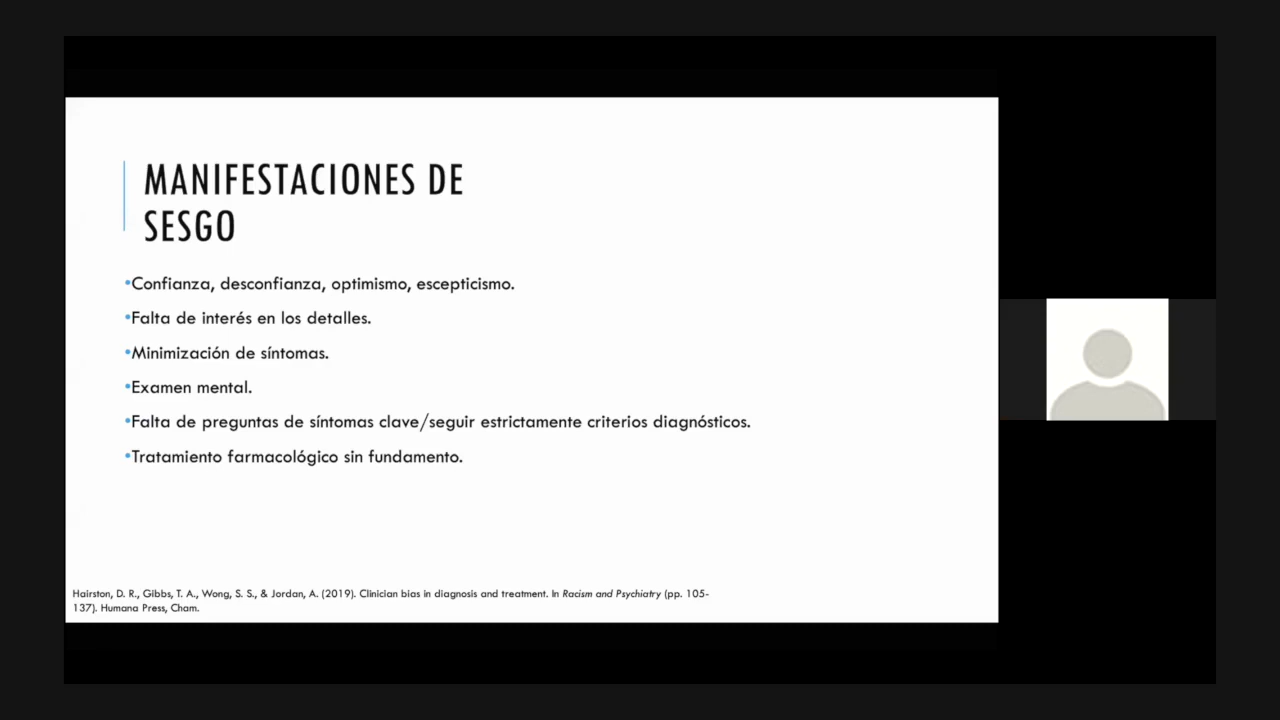 MANIFESTACIONES DE
SESGO
•Confianza, desconfianza, optimismo, escepticismo.
•Falta de interés en los detalles.
•Minimización de síntomas.
•Examen mental.
•Falta de preguntas de síntomas clave/seguir estrictamente criterios diagnósticos.
•Tratamiento farmacológico sin fundamento.
Hairston, D. R., Gibbs, T. A., Wong, S. S., & Jordan, A. (2019). Clinician bias in diagnosis and treatment. In Racism and Psychiatry (pp. 105-
137). Humana Press, Cham.